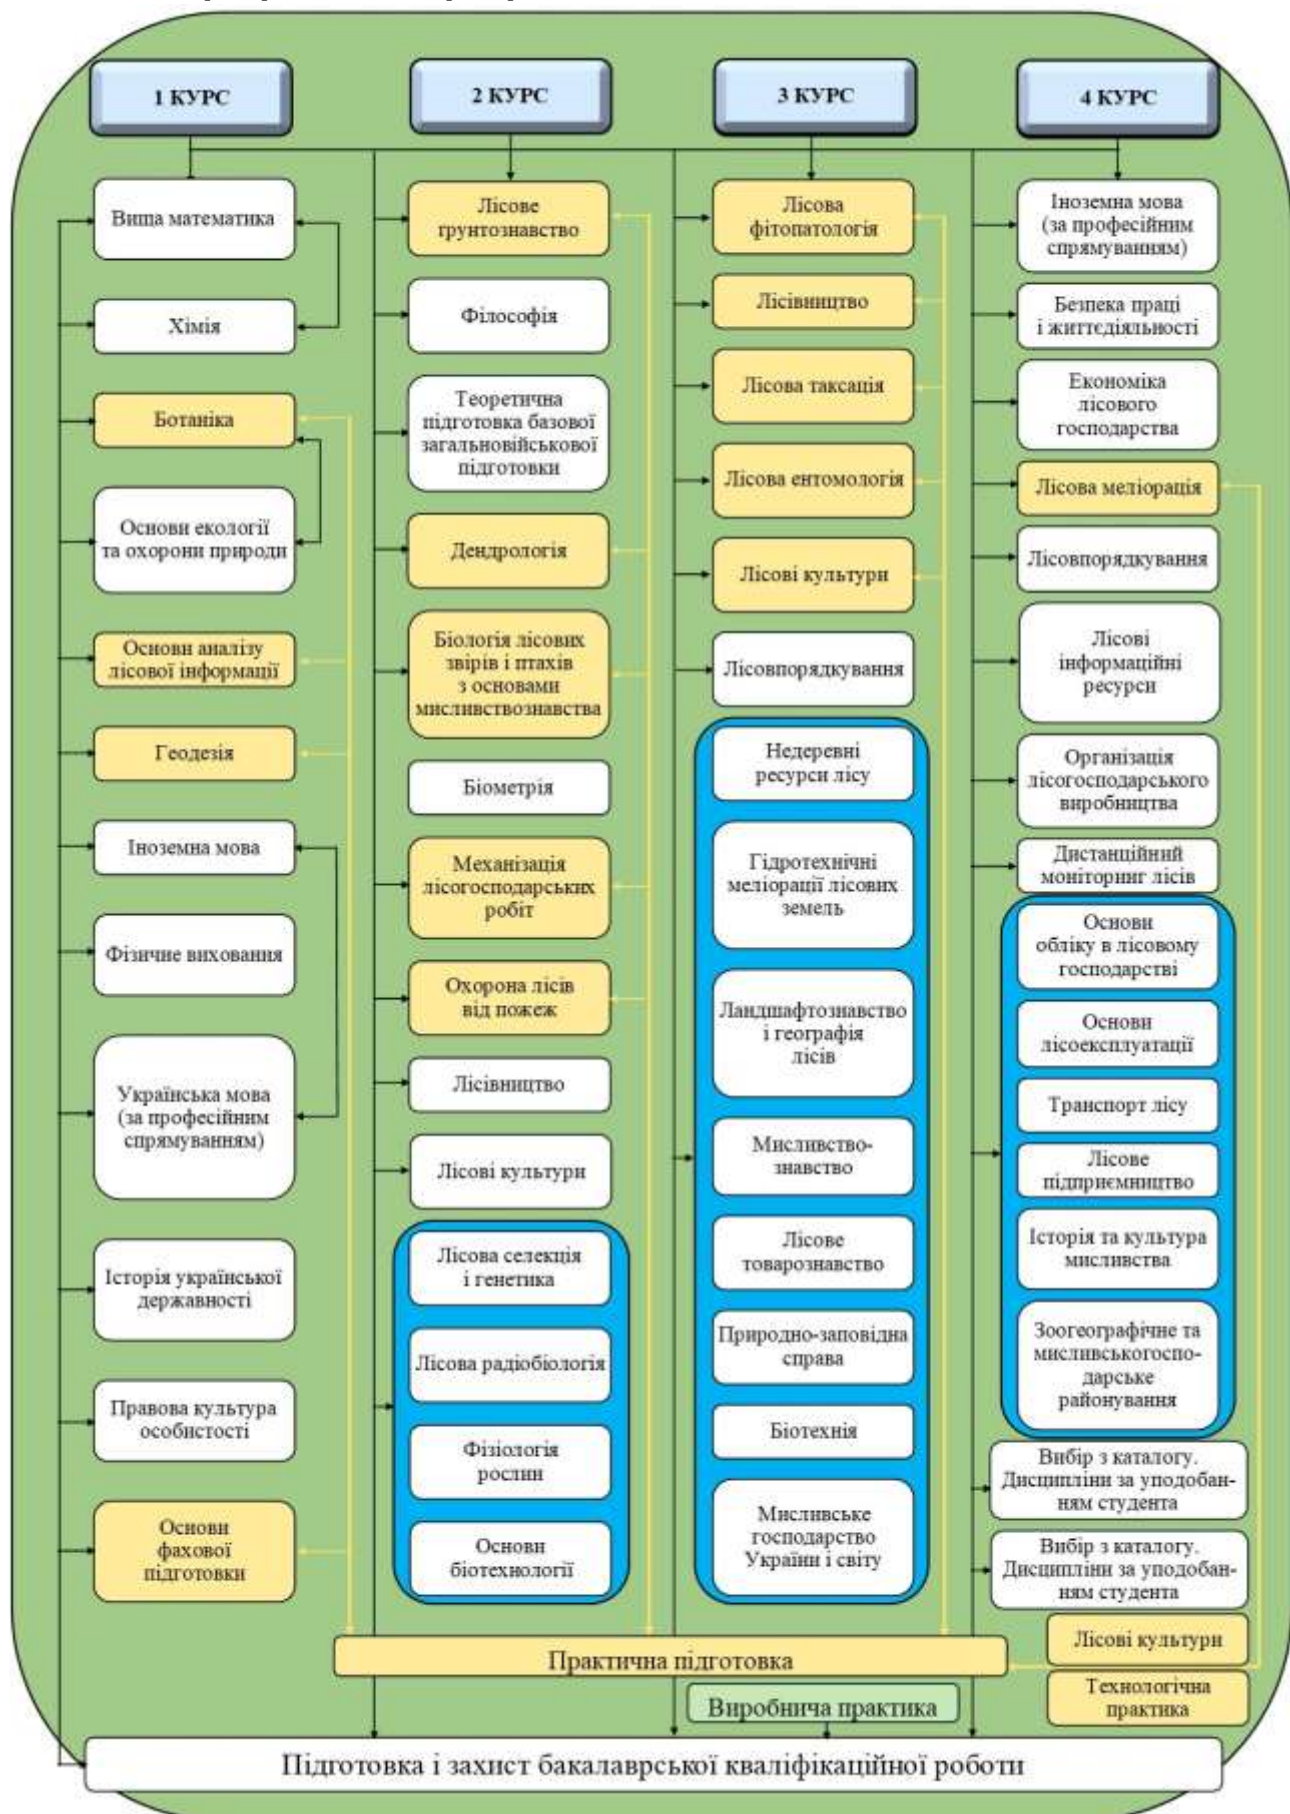 1 КУРС
2 КУРС
3 КУРС
4 КУРС
Вища математика
Хімія
Ботаніка
Основи екології
та охорони природи
Основи аналізу
лісової інформації
Геодезія
Іноземна мова
Фізичне виховання
Українська мова
(за професійним
спрямуванням)
Історія української
державності
Правова культура
особистості
Основи
фахової
підготовки
Лісове
ґрунтознавство
Філософія
Теоретична
підготовка базової
загальновійськової
підготовки
Дендрологія
Біологія лісових
звірів і птахів
з основами
мисливствознавства
Біометрія
Механізація
лісогосподарських
робіт
Охорона лісів
від пожеж
Лісівництво
Лісові культури
Лісова селекція
і генетика
Лісова радіобіологія
Фізіологія
рослин
Основи
біотехнології
Лісова
фітопатологія
Лісівництво
Лісова таксація
Лісова ентомологія
Лісові культури
Лісовпорядкування
Недеревні
ресурси лісу
Гідротехнічні
меліорації лісових
земель
Ландшафтознавство
і географія
лісів
Мисливство-
знавство
Лісове
товарознавство
Природно-заповідна
справа
Біотехнія
Мисливське
господарство
України і світу
Іноземна мова
(за професійним
спрямуванням)
Безпека праці
і життєдіяльності
Економіка
лісового
господарства
Лісова меліорація
Лісовпорядкування
Лісові
інформаційні
ресурси
Організація
лісогосподарського
виробництва
Дистанційний
моніторинг лісів
Основи
обліку в лісовому
господарстві
Основи
лісоексплуатації
Транспорт лісу
Лісове
підприємництво
Історія та культура
мисливства
Зоогеографічне та
мисливськогоспо-
дарське
районування
Вибір з каталогу.
Дисципліни за уподобан-
ням студента
Вибір з каталогу.
Дисципліни за уподобан-
ням студента
Лісові культури
Практична підготовка
Технологічна
практика
Виробнича практика
Підготовка і захист бакалаврської кваліфікаційної роботи